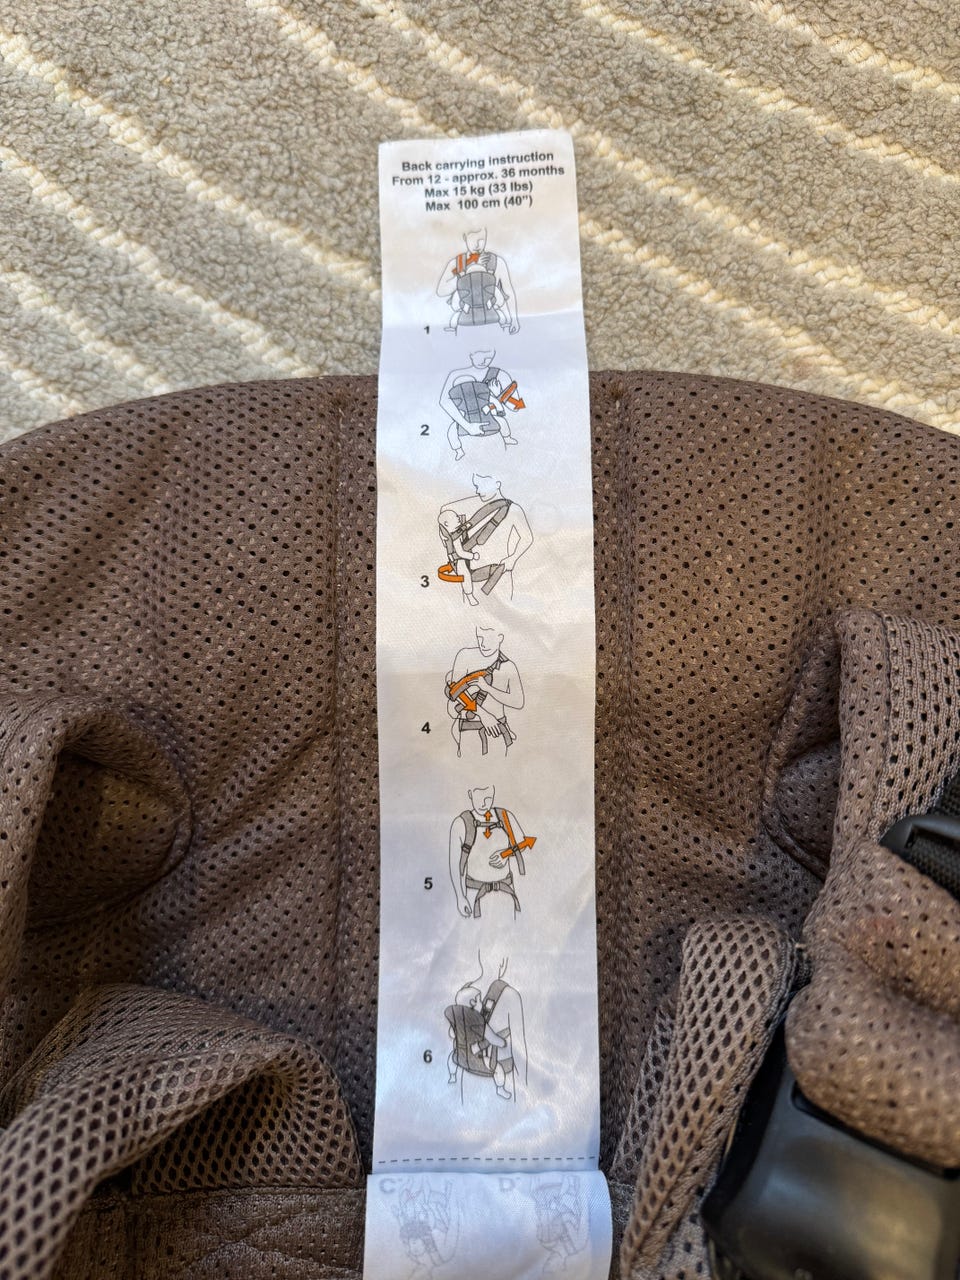 Back carrying instruction
From 12 - approx. 36 months
Max 15 kg (33 lbs)
Max 100 cm (40")
1
2
3
4
5
6
C.
D.